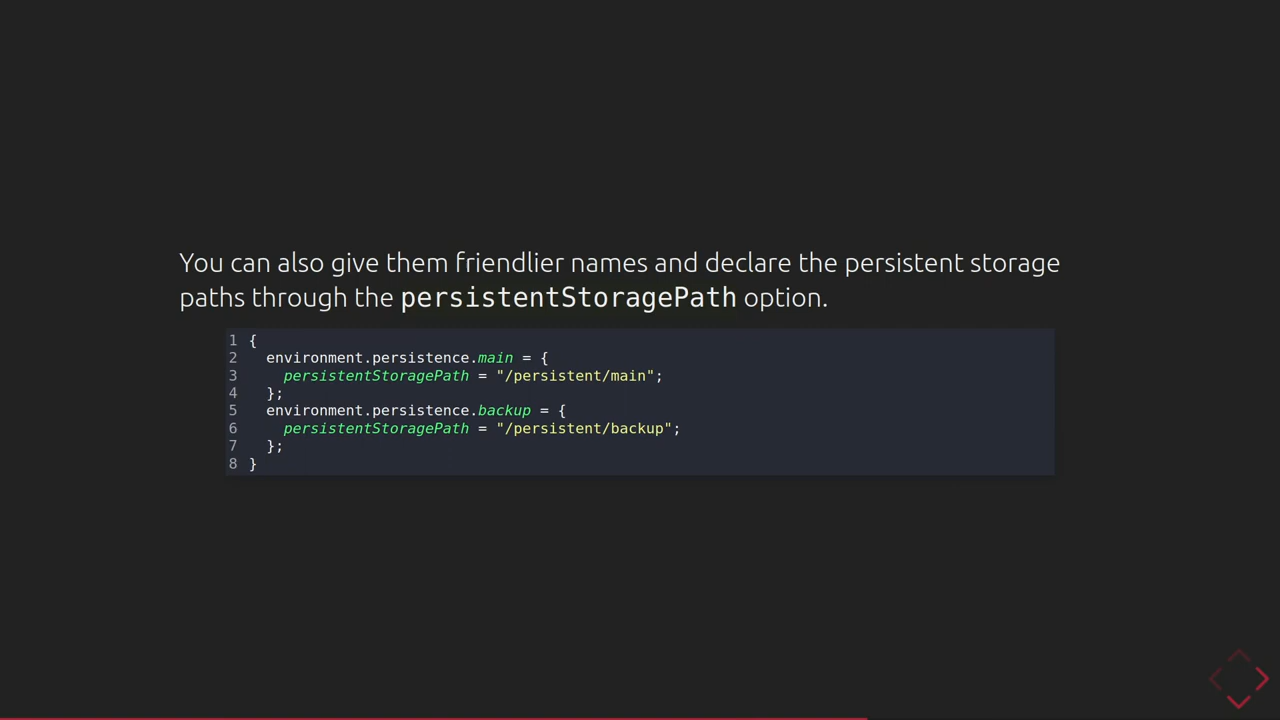 You can also give them friendlier names and declare the persistent storage
paths through the persistentStoragePath option.
1 {
2   environment.persistence.main = {
3     persistentStoragePath = "/persistent/main";
4   };
5   environment.persistence.backup = {
6     persistentStoragePath = "/persistent/backup";
7   };
8 }